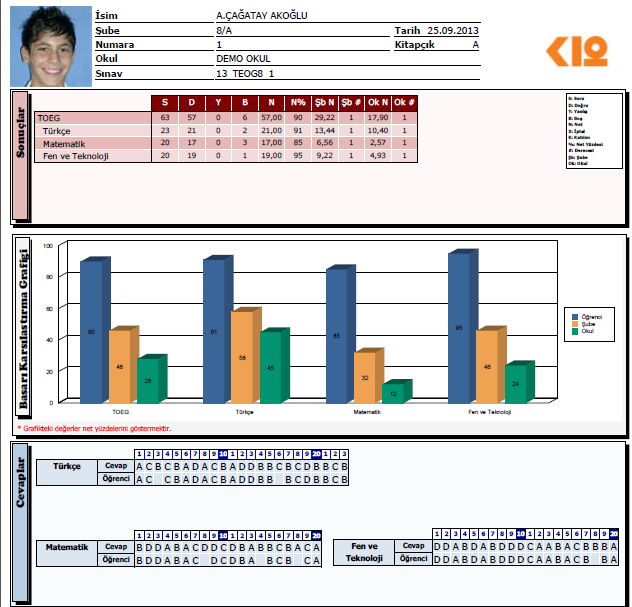 İsim A.ÇAĞATAY AKOĞLU
Şube 8/A Tarih 25.09.2013
Numara 1 Kitapçık A
Okul DEMO OKUL
Sınav 13 TEOG8 1
K12
Sonuçlar
S D Y B N N% Şb N Şb # Ok N Ok #
TOEG 63 57 0 6 57,00 90 29,22 1 17,90 1
Türkçe 23 21 0 2 21,00 91 13,44 1 10,40 1
Matematik 20 17 0 3 17,00 85 6,56 1 2,57 1
Fen ve Teknoloji 20 19 0 1 19,00 95 9,22 1 4,93 1
S: Soru
D: Doğru
Y: Yanlış
B: Boş
N: Net
X: İptal
K: Katılım
%: Net Yüzdesi
#: Derecesi
Şb: Şube
Ok: Okul
Basarı Karsılastırma Grafigi
100
80
60
40
20
0
90 46 28
91 58 45
85 32 12
95 46 24
TOEG Türkçe Matematik Fen ve Teknoloji
Öğrenci
Şube
Okul
* Grafikteki değerler net yüzdelerini göstermektir.
Cevaplar
1 2 3 4 5 6 7 8 9 10 1 2 3 4 5 6 7 8 9 20 1 2 3
Türkçe Cevap A C B C B A D A C B A D D B B C B C D B B C B
Öğrenci A C C B A D A C B A D D B B B C D B B C B
1 2 3 4 5 6 7 8 9 10 1 2 3 4 5 6 7 8 9 20
Matematik Cevap B D D A B A C D D C D B B A B C B A C A
Öğrenci B D D A B A C D C D B A B B C B C A
1 2 3 4 5 6 7 8 9 10 1 2 3 4 5 6 7 8 9 20
Fen ve Teknoloji Cevap D D A B D A B D D D C A A B A C B B B A
Öğrenci D D A B D A B D D D C A A B A C B B A